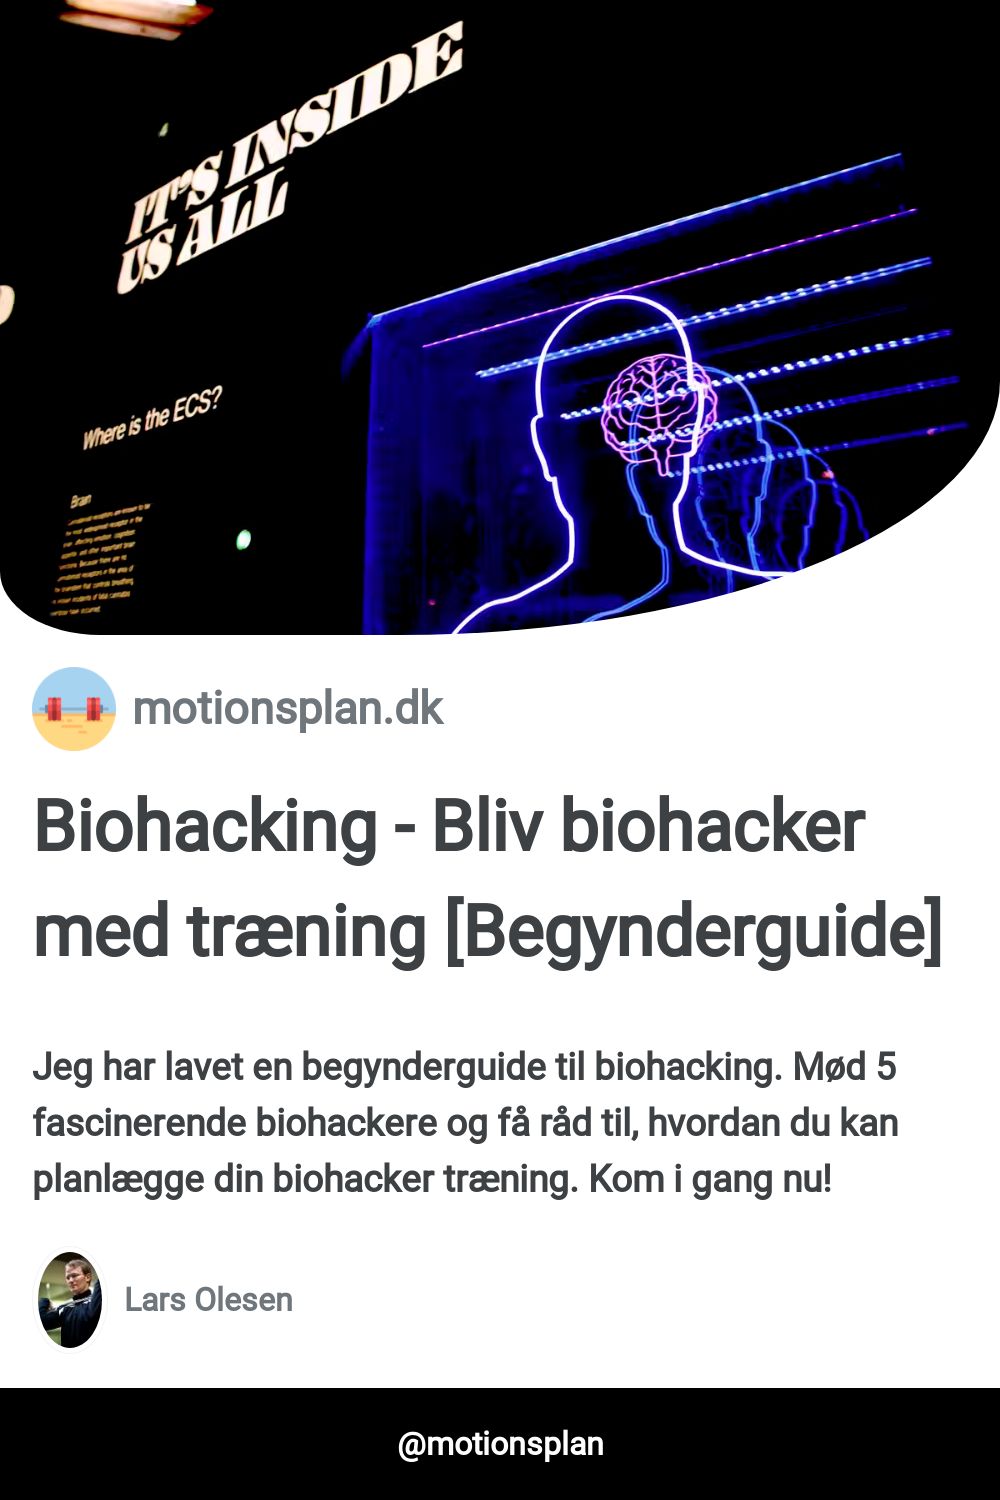 IT'S INSIDE
US ALL
Where is the ECS?
Brain
motionsplan.dk
Biohacking - Bliv biohacker
med træning [Begynderguide]
Jeg har lavet en begynderguide til biohacking. Mød 5
fascinerende biohackere og få råd til, hvordan du kan
planlægge din biohacker træning. Kom i gang nu!
Lars Olesen
@motionsplan